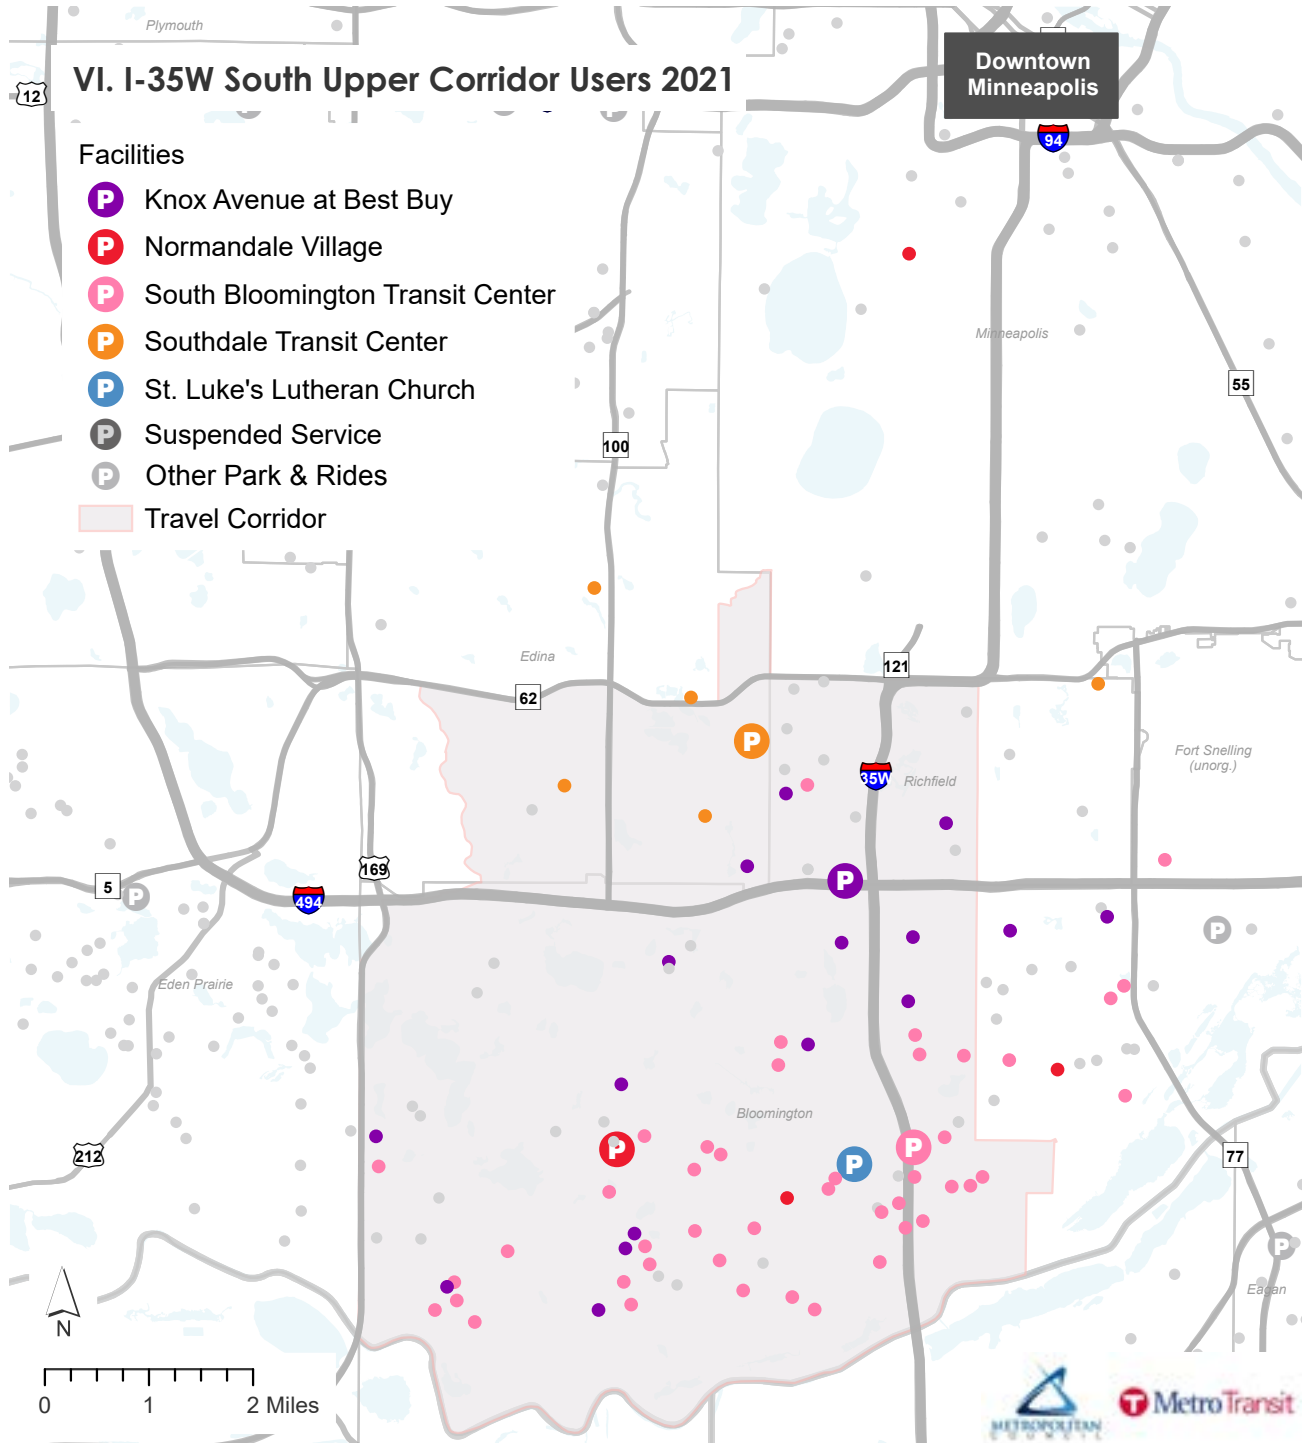 Plymouth
12
VI. I-35W South Upper Corridor Users 2021
Downtown
Minneapolis
94
Facilities
P Knox Avenue at Best Buy
P Normandale Village
P South Bloomington Transit Center
P Southdale Transit Center
P St. Luke's Lutheran Church
P Suspended Service
P Other Park & Rides
Travel Corridor
Minneapolis
55
100
Edina
121
62
P
Fort Snelling
(unorg.)
35W
Richfield
169
5
P
494
P
P
Eden Prairie
Bloomington
212
P
P
P
77
P
Eagan
N
0 1 2 Miles
METROPOLITAN
COUNCIL
T MetroTransit